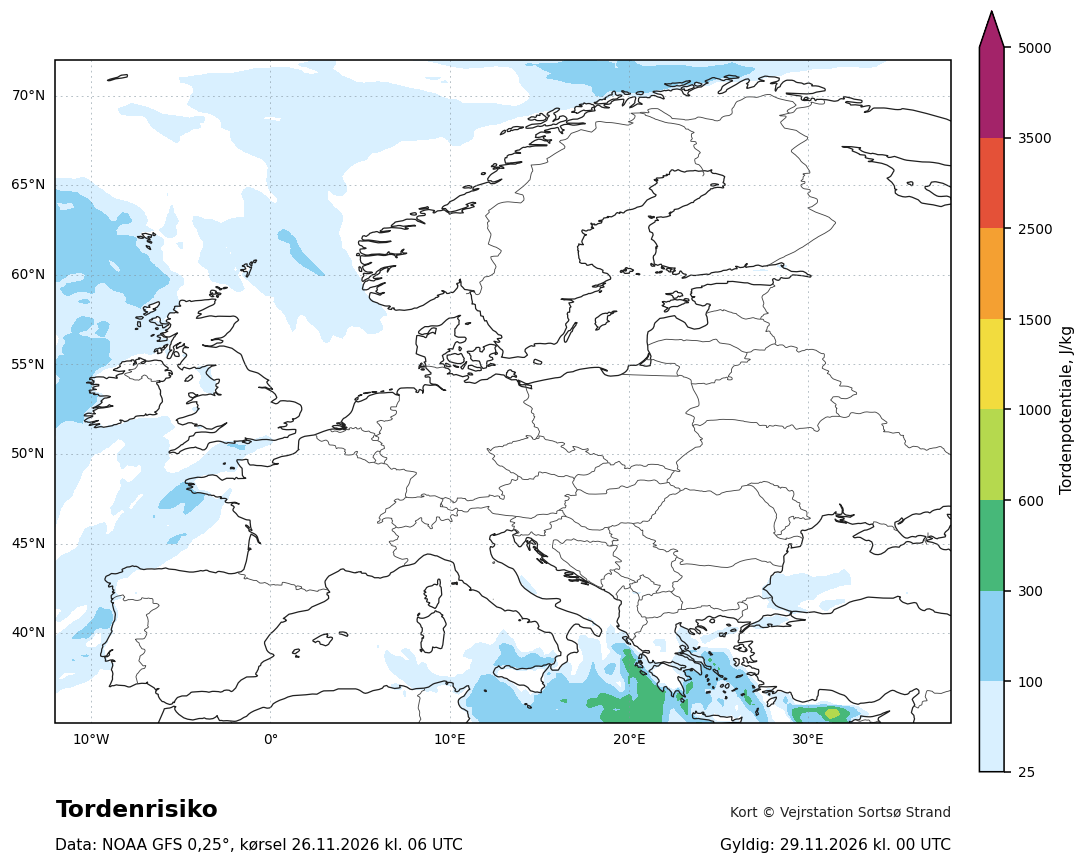 5000
3500
2500
1500
1000
600
300
100
25
Tordenpotentiale, J/kg
70°N
65°N
60°N
55°N
50°N
45°N
40°N
10°W
0°
10°E
20°E
30°E
Tordenrisiko
Kort © Vejrstation Sortsø Strand
Data: NOAA GFS 0,25°, kørsel 26.11.2026 kl. 06 UTC
Gyldig: 29.11.2026 kl. 00 UTC